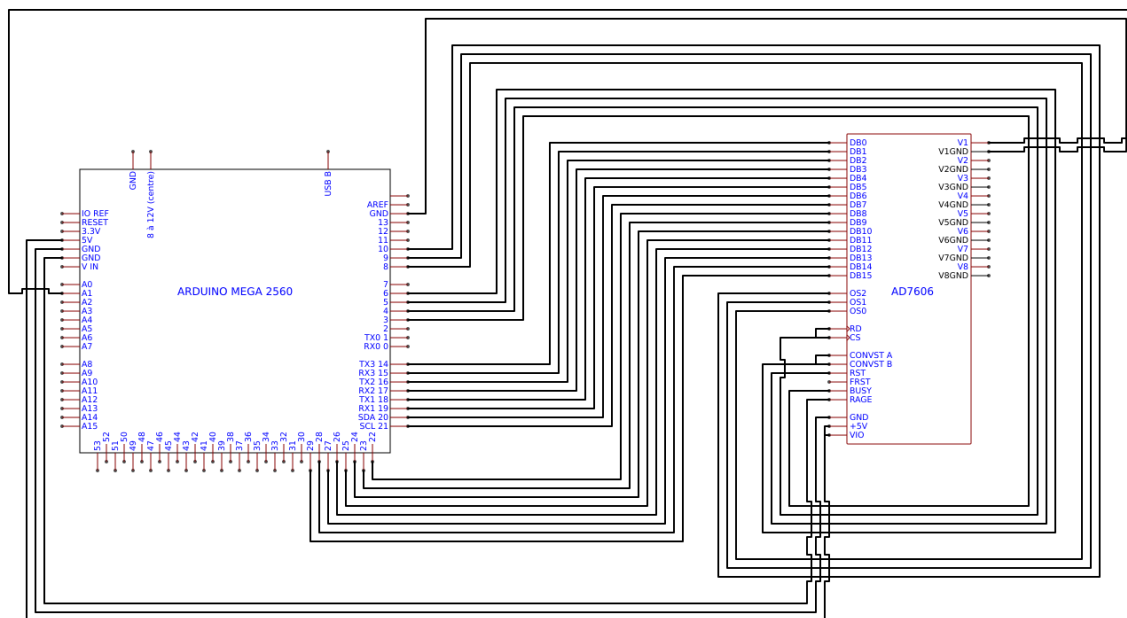 GND
8 à 12V (centre)
USB B
IO REF
RESET
3.3V
5V
GND
GND
V IN
A0
A1
A2
A3
A4
A5
A6
A7
A8
A9
A10
A11
A12
A13
A14
A15
ARDUINO MEGA 2560
AREF
GND
13
12
11
10
9
8
7
6
5
4
3
2
TX0 1
RX0 0
TX3 14
RX3 15
TX2 16
RX2 17
TX1 18
RX1 19
SDA 20
SCL 21
53
52
51
50
49
48
47
46
45
44
43
42
41
40
39
38
37
36
35
34
33
32
31
30
29
28
27
26
25
24
23
22
DB0
DB1
DB2
DB3
DB4
DB5
DB6
DB7
DB8
DB9
DB10
DB11
DB12
DB13
DB14
DB15
OS2
OS1
OS0
RD
CS
CONVST A
CONVST B
RST
FRST
BUSY
RAGE
GND
+5V
VIO
AD7606
V1
V1GND
V2
V2GND
V3
V3GND
V4
V4GND
V5
V5GND
V6
V6GND
V7
V7GND
V8
V8GND